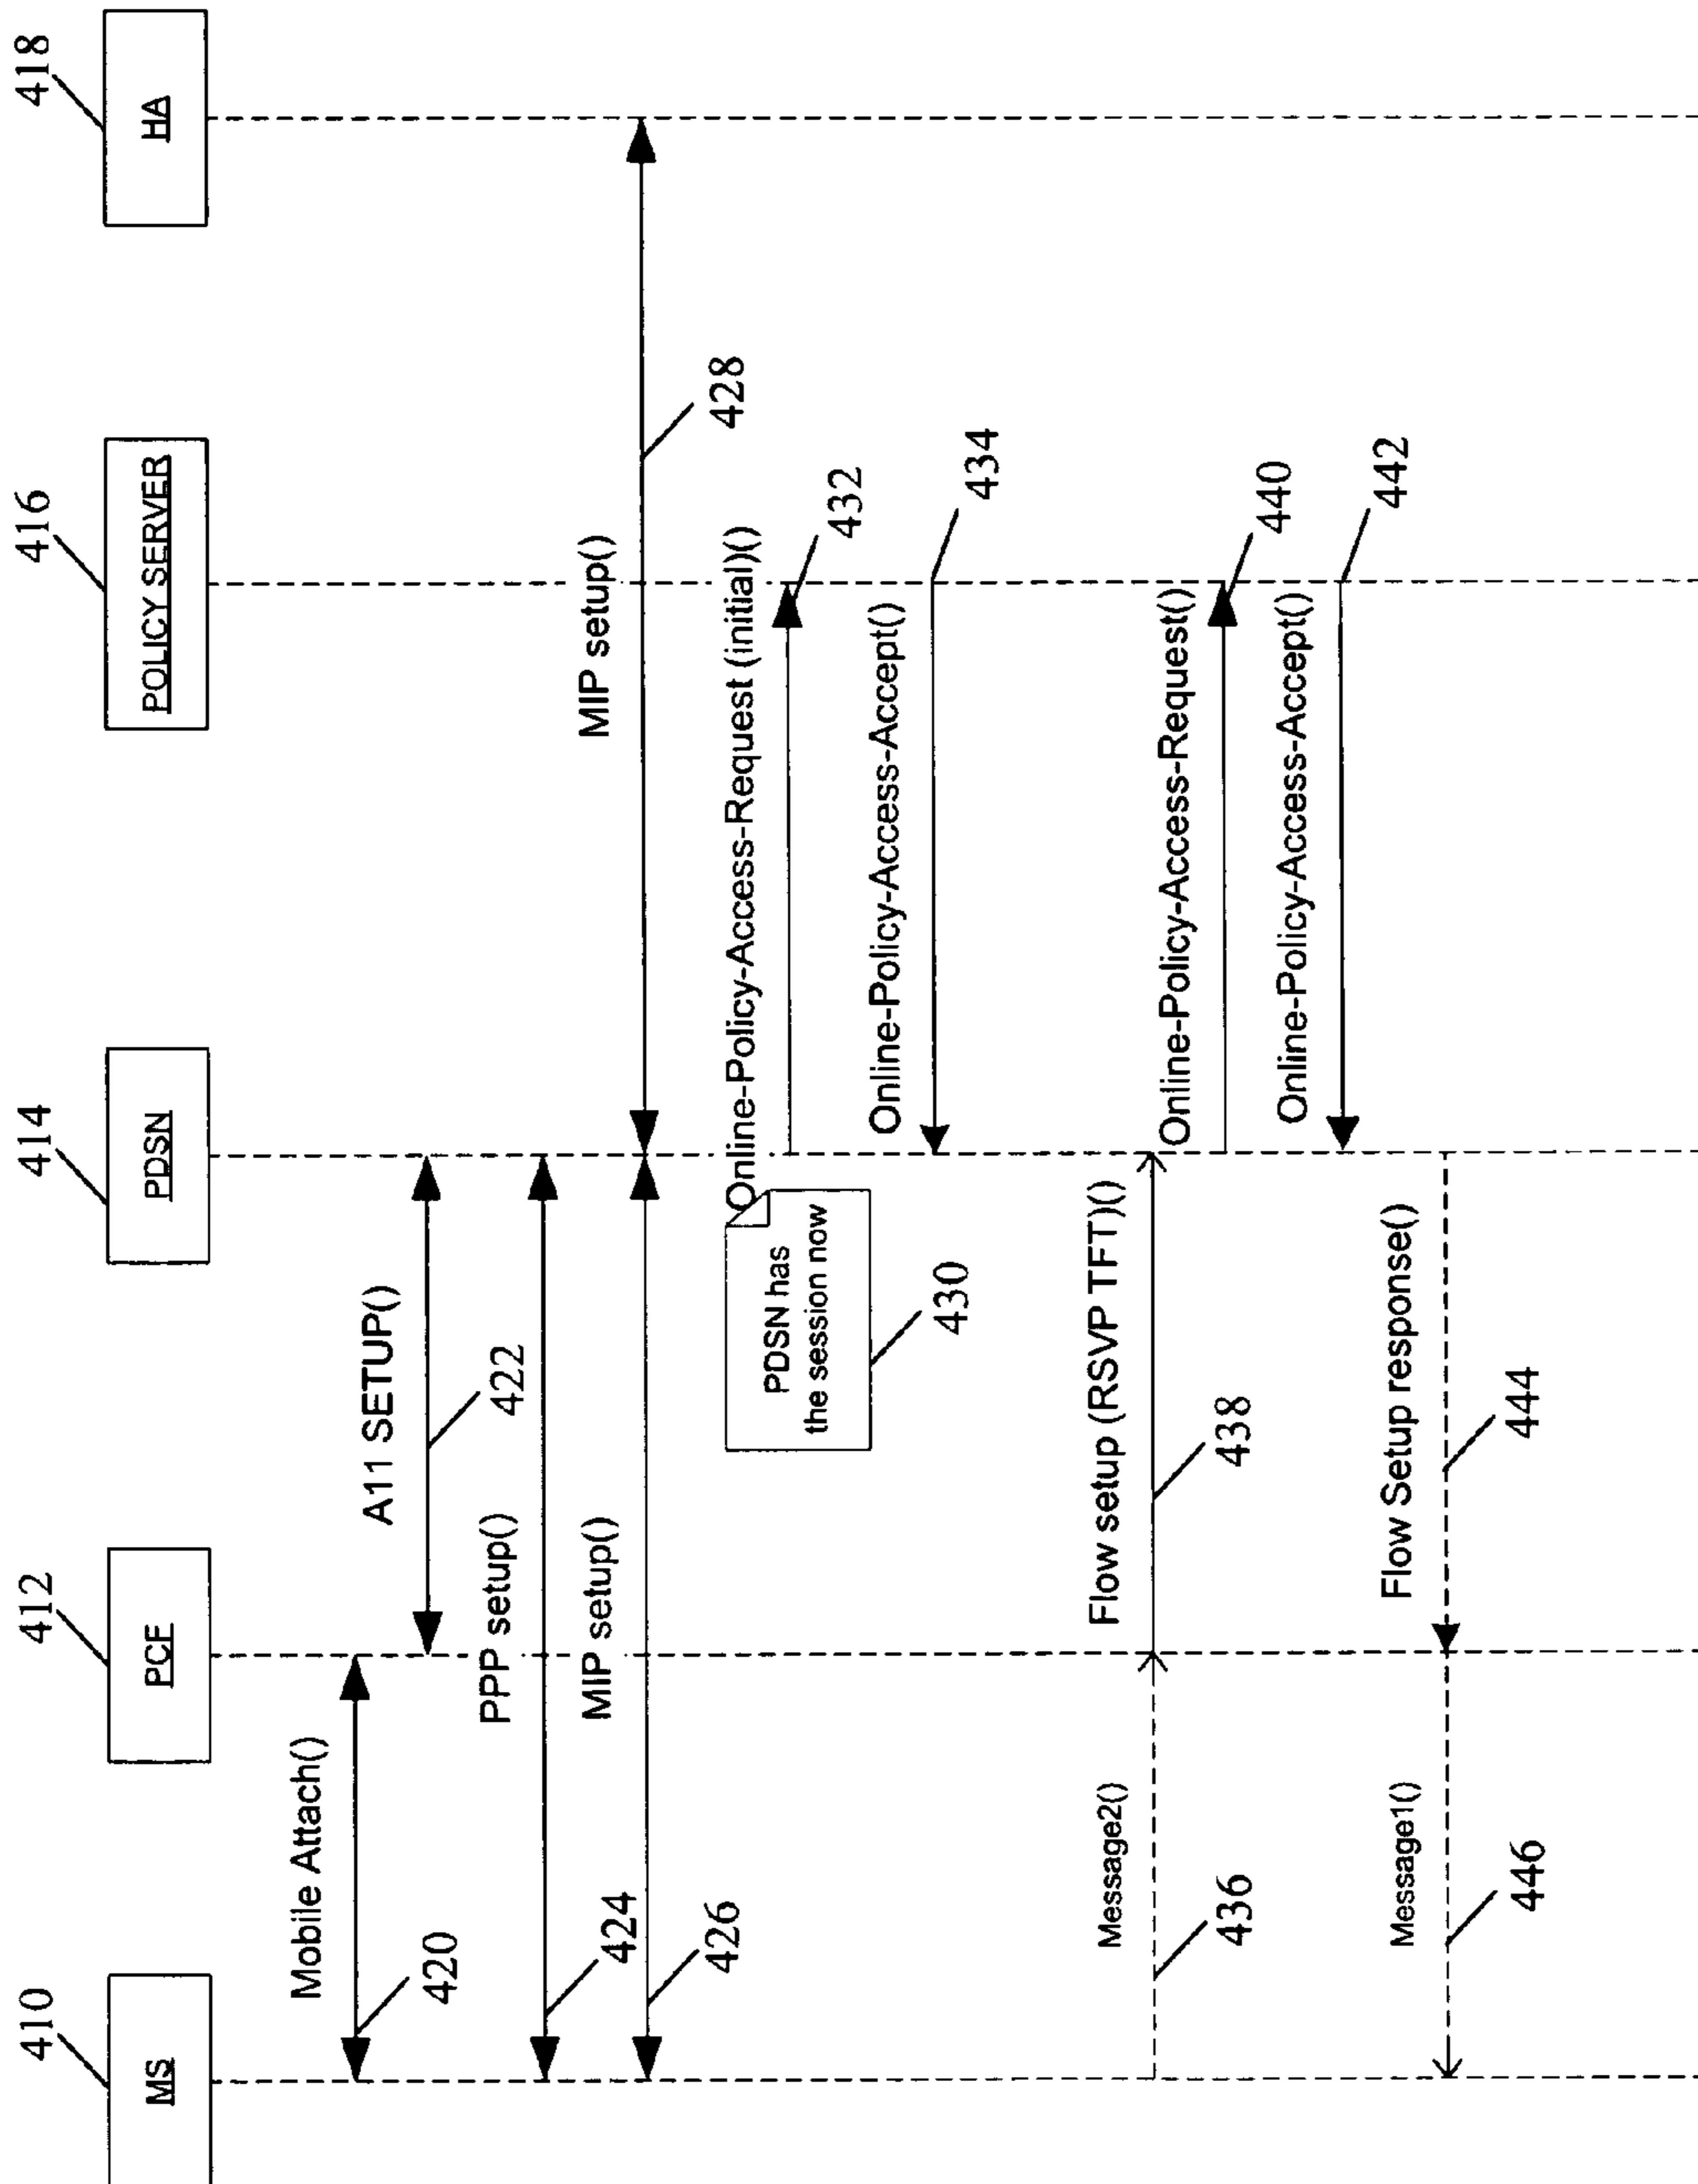 410
MS
412
PCF
414
PDSN
416
POLICY SERVER
418
HA
Mobile Attach()
420
A11 SETUP()
422
PPP setup()
424
MIP setup()
426
MIP setup()
428
PDSN has
the session now
430
Online-Policy-Access-Request (initial)()
432
Online-Policy-Access-Accept()
434
Message2()
436
Flow setup (RSVP TFT)()
438
Online-Policy-Access-Request()
440
Online-Policy-Access-Accept()
442
Flow Setup response()
444
Message1()
446